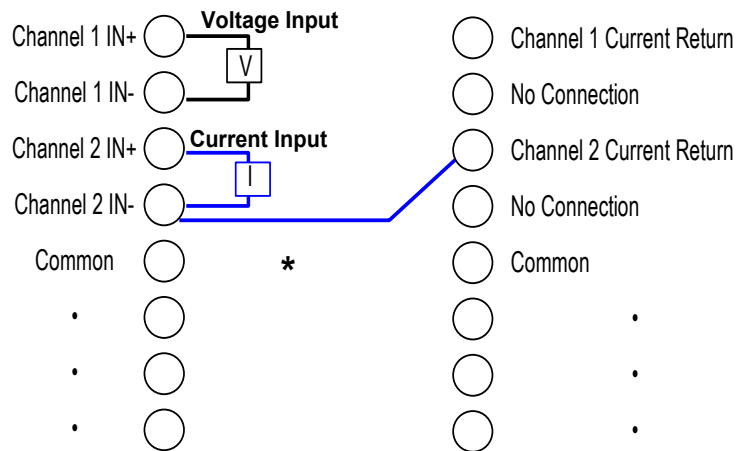 Voltage Input
Channel 1 IN+
V
Channel 1 Current Return
Channel 1 IN-
No Connection
Channel 2 IN+
Current Input
I
Channel 2 Current Return
Channel 2 IN-
No Connection
Common
*
Common
•
•
•
•
•
•